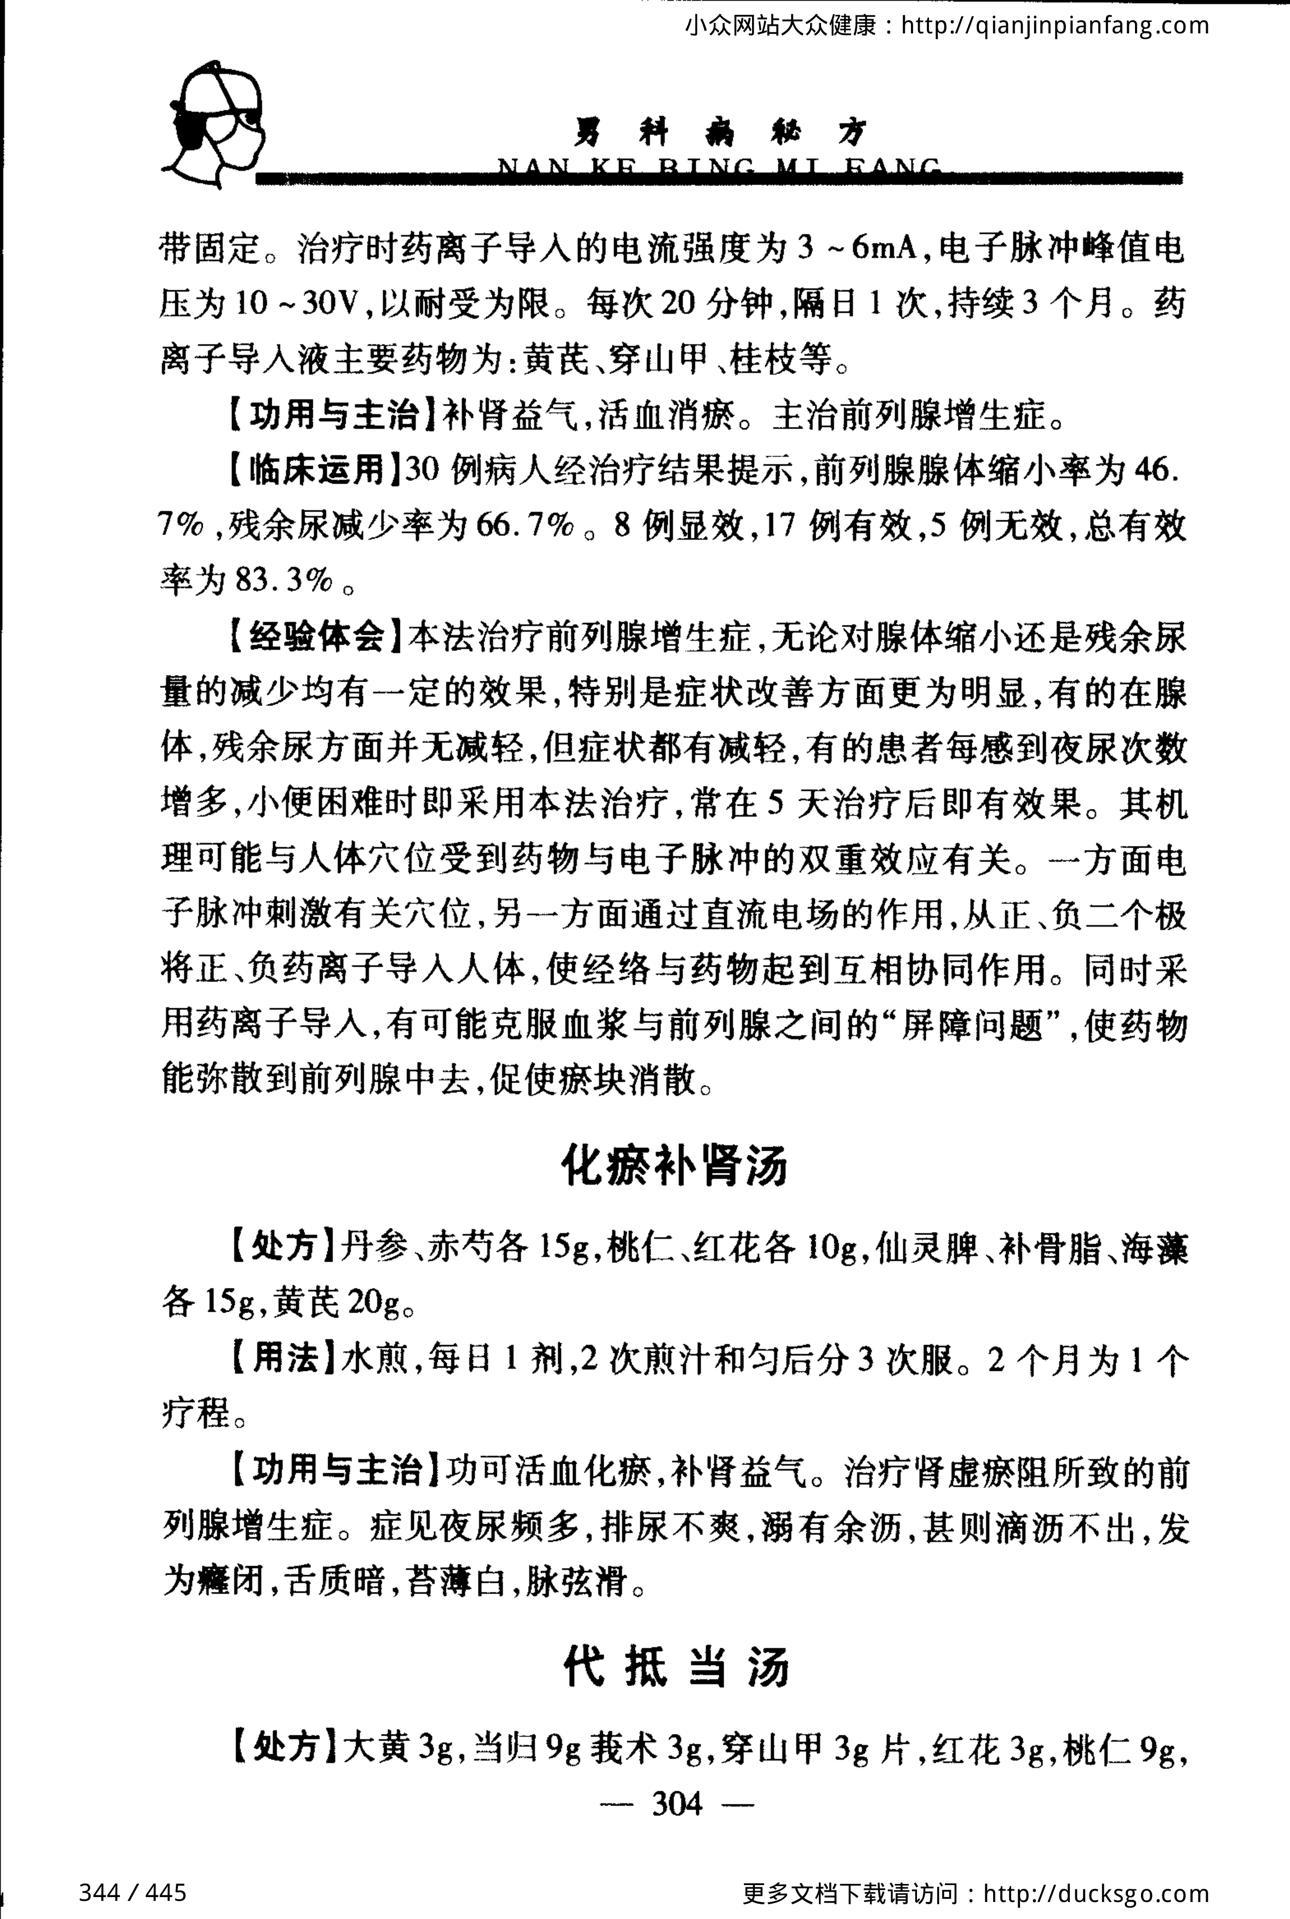 小众网站大众健康：http://qianjinpianfang.com
男科病秘方
NAN KE BING MI FANG
带固定。治疗时药离子导入的电流强度为 3 ~6mA,电子脉冲峰值电
压为 10 ~30V,以耐受为限。每次 20 分钟,隔日 1 次,持续 3 个月。药
离子导入液主要药物为:黄芪、穿山甲、桂枝等。
【功用与主治】补肾益气,活血消瘀。主治前列腺增生症。
【临床运用】30 例病人经治疗结果提示,前列腺腺体缩小率为 46.
7%,残余尿减少率为 66.7%。8 例显效,17 例有效,5 例无效,总有效
率为 83.3%。
【经验体会】本法治疗前列腺增生症,无论对腺体缩小还是残余尿
量的减少均有一定的效果,特别是症状改善方面更为明显,有的在腺
体,残余尿方面并无减轻,但症状都有减轻,有的患者每感到夜尿次数
增多,小便困难时即采用本法治疗,常在 5 天治疗后即有效果。其机
理可能与人体穴位受到药物与电子脉冲的双重效应有关。一方面电
子脉冲刺激有关穴位,另一方面通过直流电场的作用,从正、负二个极
将正、负药离子导入人体,使经络与药物起到互相协同作用。同时采
用药离子导入,有可能克服血浆与前列腺之间的“屏障问题”,使药物
能弥散到前列腺中去,促使瘀块消散。
化瘀补肾汤
【处方】丹参、赤芍各 15g,桃仁、红花各 10g,仙灵脾、补骨脂、海藻
各 15g,黄芪 20g。
【用法】水煎,每日 1 剂,2 次煎汁和匀后分 3 次服。2 个月为 1 个
疗程。
【功用与主治】功可活血化瘀,补肾益气。治疗肾虚瘀阻所致的前
列腺增生症。症见夜尿频多,排尿不爽,溺有余沥,甚则滴沥不出,发
为癃闭,舌质暗,苔薄白,脉弦滑。
代抵当汤
【处方】大黄 3g,当归 9g 莪术 3g,穿山甲 3g 片,红花 3g,桃仁 9g,
— 304 —
344 / 445
更多文档下载请访问：http://ducksgo.com